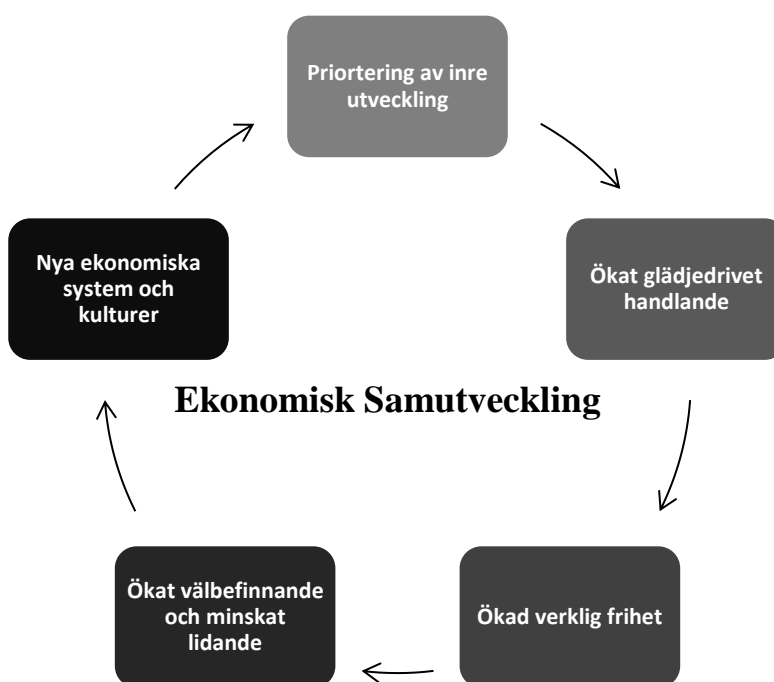 Priortering av inre
utveckling
Ökat glädjedrivet
handlande
Ökad verklig frihet
Ökat välbefinnande
och minskat
lidande
Nya ekonomiska
system och
kulturer
Ekonomisk Samutveckling